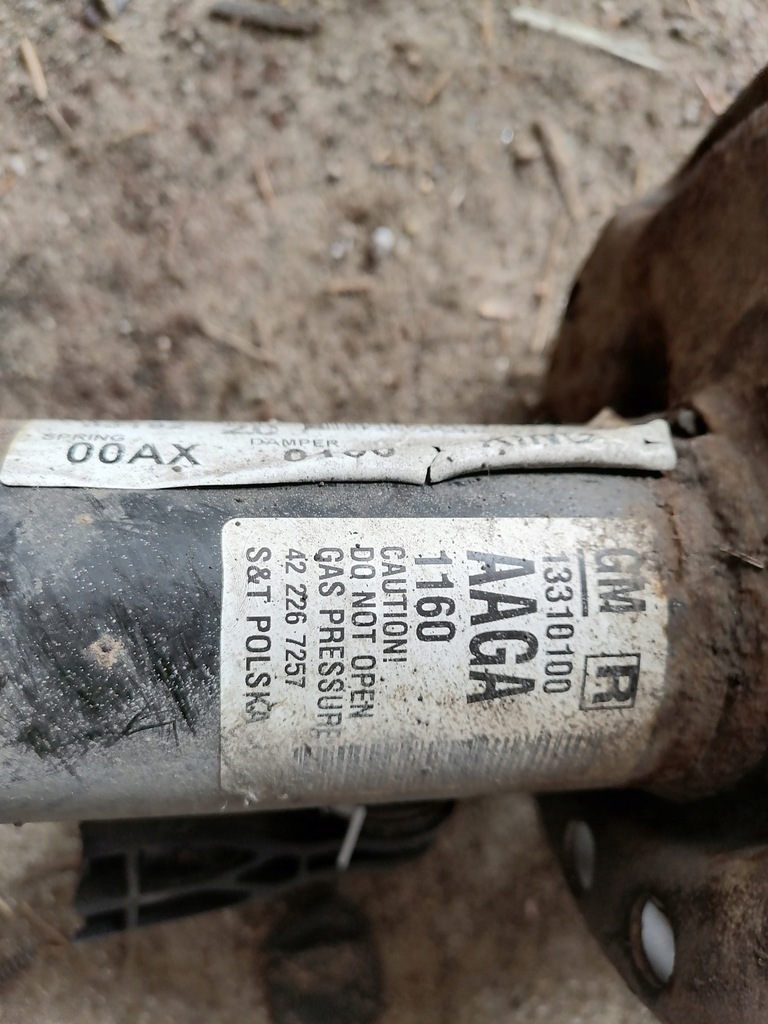 SPRING
00AX
DAMPER
GM
R
13310100
AAGA
1160
CAUTION!
DO NOT OPEN
GAS PRESSURE
42 226 7257
S&T POLSKA